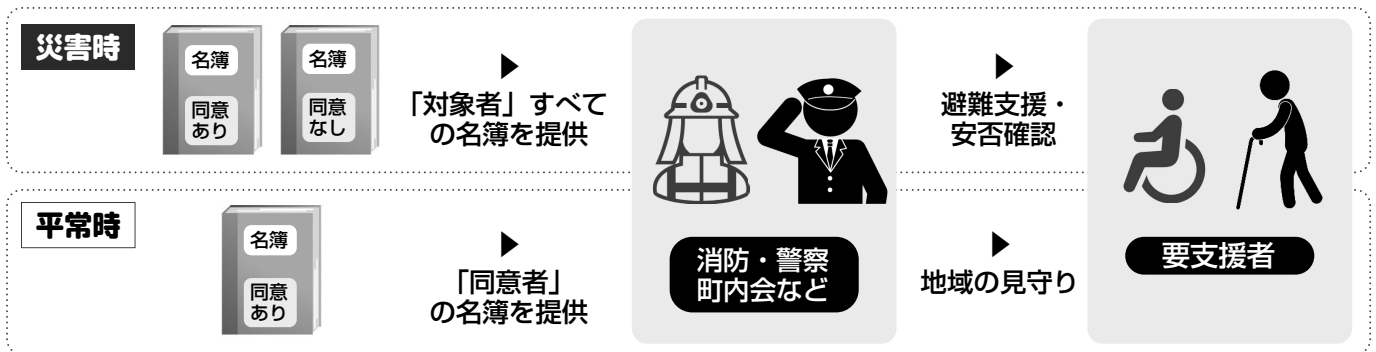 災害時
名簿
同意
あり
名簿
同意
なし
「対象者」すべて
の名簿を提供
避難支援・
安否確認
平常時
名簿
同意
あり
「同意者」
の名簿を提供
消防・警察
町内会など
地域の見守り
要支援者